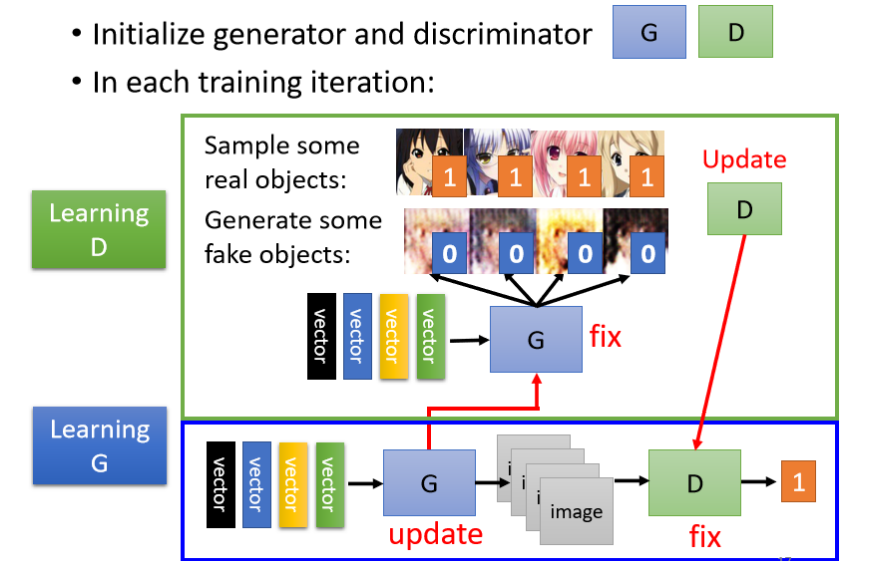 • Initialize generator and discriminator G D
• In each training iteration:
Sample some
real objects:
1 1 1 1
Update
D
Learning
D
Generate some
fake objects:
0 0 0 0
vector vector vector vector
G
fix
Learning
G
vector vector vector vector
G
update
image
D
fix
1